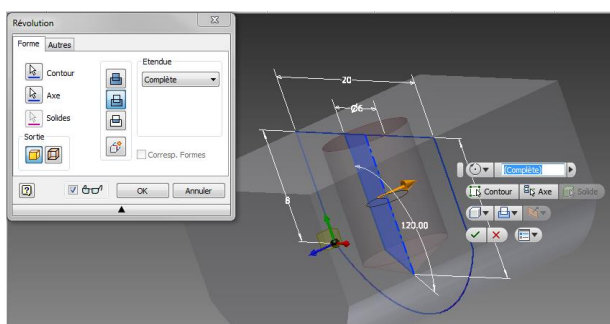 Révolution
Forme Autres
Contour
Axe
Solides
Sortie
Etendue
Complète
Corresp. Formes
OK Annuler
20
Ø6
8
120.00
(Complète)
Contour Axe Solide